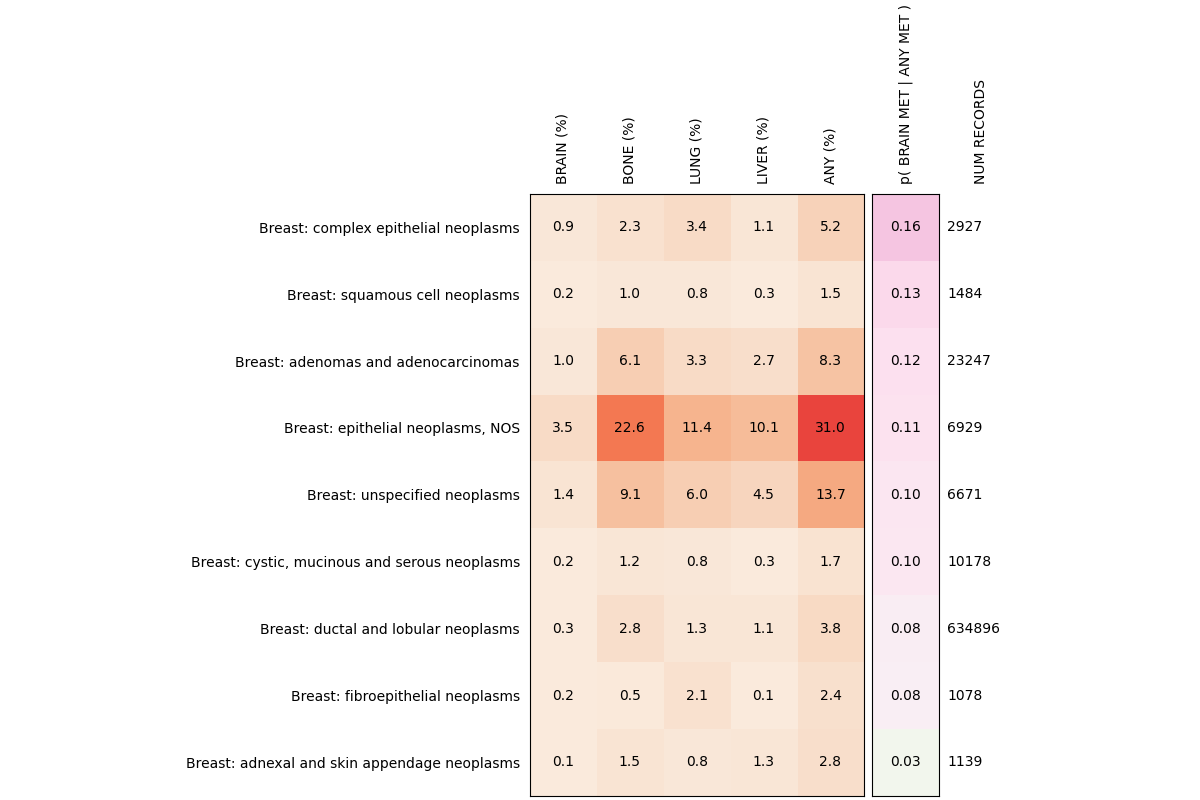 BRAIN (%) BONE (%) LUNG (%) LIVER (%) ANY (%) p( BRAIN MET | ANY MET ) NUM RECORDS
Breast: complex epithelial neoplasms 0.9 2.3 3.4 1.1 5.2 0.16 2927
Breast: squamous cell neoplasms 0.2 1.0 0.8 0.3 1.5 0.13 1484
Breast: adenomas and adenocarcinomas 1.0 6.1 3.3 2.7 8.3 0.12 23247
Breast: epithelial neoplasms, NOS 3.5 22.6 11.4 10.1 31.0 0.11 6929
Breast: unspecified neoplasms 1.4 9.1 6.0 4.5 13.7 0.10 6671
Breast: cystic, mucinous and serous neoplasms 0.2 1.2 0.8 0.3 1.7 0.10 10178
Breast: ductal and lobular neoplasms 0.3 2.8 1.3 1.1 3.8 0.08 634896
Breast: fibroepithelial neoplasms 0.2 0.5 2.1 0.1 2.4 0.08 1078
Breast: adnexal and skin appendage neoplasms 0.1 1.5 0.8 1.3 2.8 0.03 1139